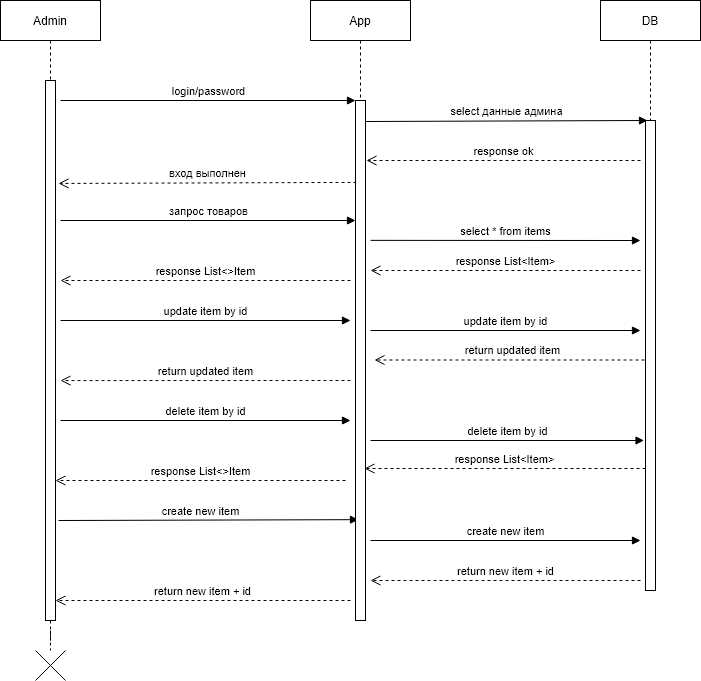 Admin
App
DB
login/password
select данные админа
response ok
вход выполнен
запрос товаров
select * from items
response List<Item>
response List<>Item
update item by id
update item by id
return updated item
return updated item
delete item by id
delete item by id
response List<Item>
response List<>Item
create new item
create new item
return new item + id
return new item + id